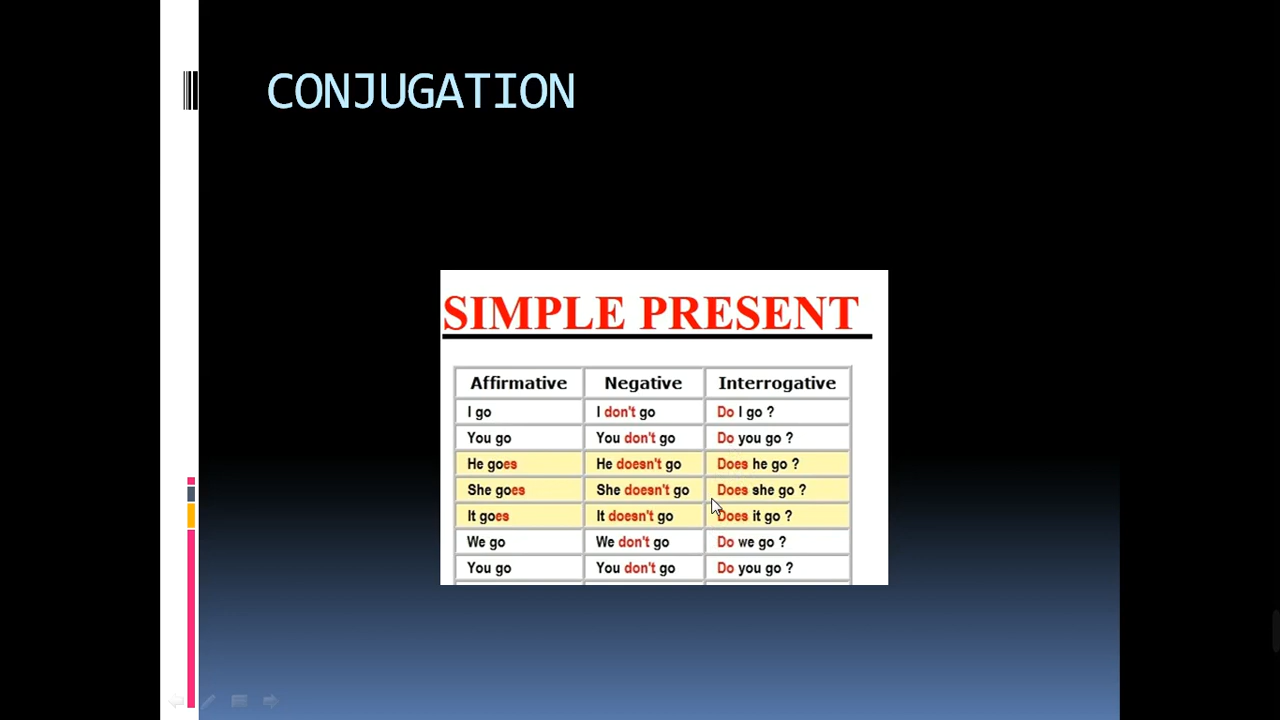 CONJUGATION
SIMPLE PRESENT
Affirmative Negative Interrogative
I go I don't go Do I go ?
You go You don't go Do you go ?
He goes He doesn't go Does he go ?
She goes She doesn't go Does she go ?
It goes It doesn't go Does it go ?
We go We don't go Do we go ?
You go You don't go Do you go ?